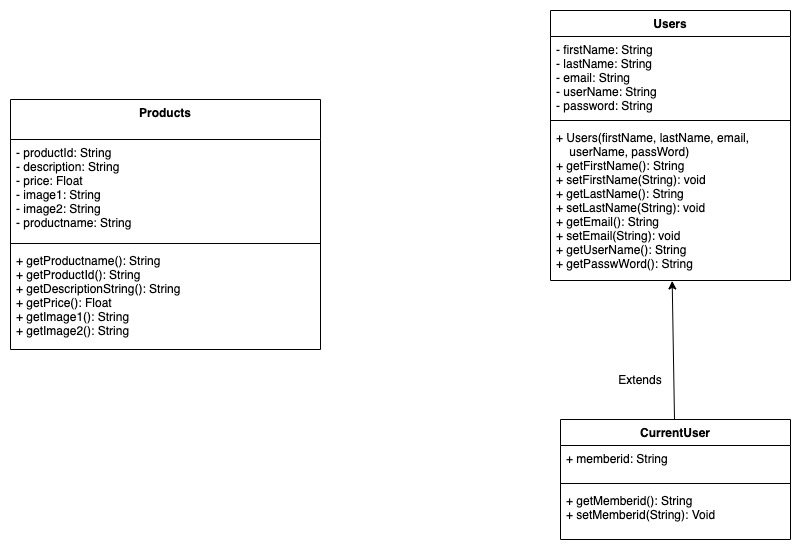 Products
- productId: String
- description: String
- price: Float
- image1: String
- image2: String
- productname: String
+ getProductname(): String
+ getProductId(): String
+ getDescriptionString(): String
+ getPrice(): Float
+ getImage1(): String
+ getImage2(): String
Users
- firstName: String
- lastName: String
- email: String
- userName: String
- password: String
+ Users(firstName, lastName, email,
userName, passWord)
+ getFirstName(): String
+ setFirstName(String): void
+ getLastName(): String
+ setLastName(String): void
+ getEmail(): String
+ setEmail(String): void
+ getUserName(): String
+ getPasswWord(): String
Extends
CurrentUser
+ memberid: String
+ getMemberid(): String
+ setMemberid(String): Void